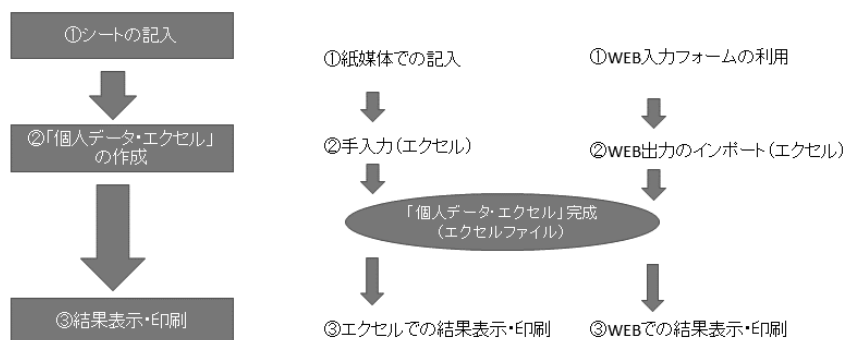 ①シートの記入
②｢個人データ･エクセル｣
の作成
③結果表示･印刷
①紙媒体での記入
②手入力(エクセル)
①WEB入力フォームの利用
②WEB出力のインポート(エクセル)
｢個人データ･エクセル｣完成
(エクセルファイル)
③エクセルでの結果表示･印刷
③WEBでの結果表示･印刷